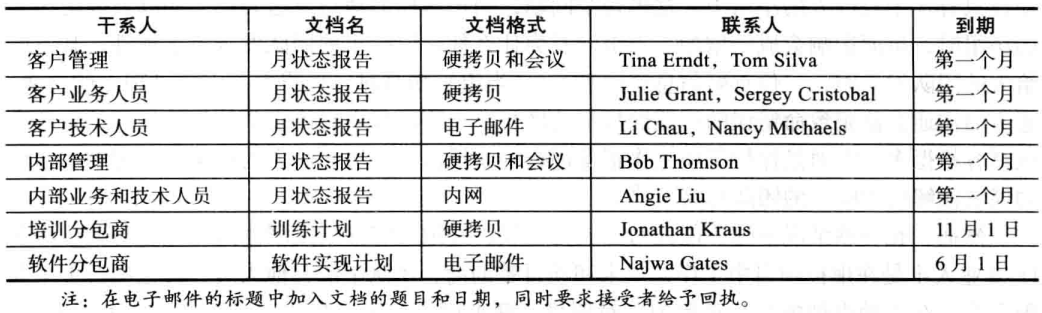 干系人 文档名 文档格式 联系人 到期
客户管理 月状态报告 硬拷贝和会议 Tina Erndt, Tom Silva 第一个月
客户业务人员 月状态报告 硬拷贝 Julie Grant, Sergey Cristobal 第一个月
客户技术人员 月状态报告 电子邮件 Li Chau, Nancy Michaels 第一个月
内部管理 月状态报告 硬拷贝和会议 Bob Thomson 第一个月
内部业务和技术人员 月状态报告 内网 Angie Liu 第一个月
培训分包商 训练计划 硬拷贝 Jonathan Kraus 11月1日
软件分包商 软件实现计划 电子邮件 Najwa Gates 6月1日
注：在电子邮件的标题中加入文档的题目和日期，同时要求接受者给予回执。